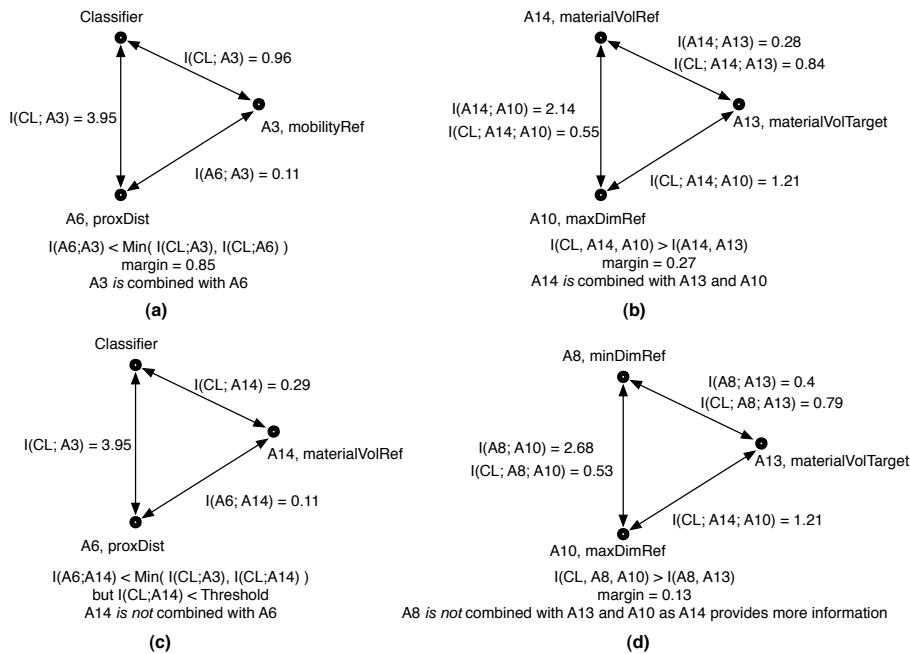 Classifier
I(CL; A3) = 0.96
I(CL; A3) = 3.95
A3, mobilityRef
I(A6; A3) = 0.11
A6, proxDist
I(A6;A3) < Min( I(CL;A3), I(CL;A6) )
margin = 0.85
A3 is combined with A6
(a)
A14, materialVolRef
I(A14; A13) = 0.28
I(CL; A14; A13) = 0.84
I(A14; A10) = 2.14
I(CL; A14; A10) = 0.55
A13, materialVolTarget
I(CL; A14; A10) = 1.21
A10, maxDimRef
I(CL, A14, A10) > I(A14, A13)
margin = 0.27
A14 is combined with A13 and A10
(b)
Classifier
I(CL; A14) = 0.29
I(CL; A3) = 3.95
A14, materialVolRef
I(A6; A14) = 0.11
A6, proxDist
I(A6;A14) < Min( I(CL;A3), I(CL;A14) )
but I(CL;A14) < Threshold
A14 is not combined with A6
(c)
A8, minDimRef
I(A8; A13) = 0.4
I(CL; A8; A13) = 0.79
I(A8; A10) = 2.68
I(CL; A8; A10) = 0.53
A13, materialVolTarget
I(CL; A14; A10) = 1.21
A10, maxDimRef
I(CL, A8, A10) > I(A8, A13)
margin = 0.13
A8 is not combined with A13 and A10 as A14 provides more information
(d)